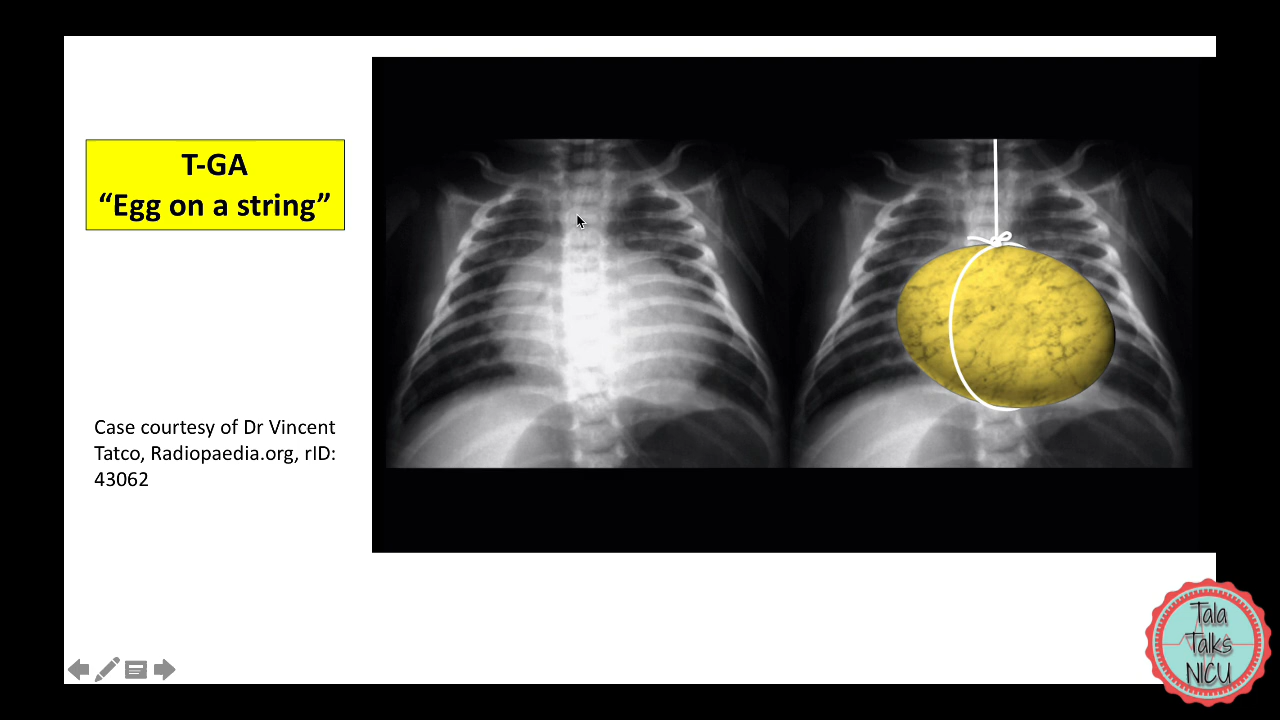 T-GA
“Egg on a string”
Case courtesy of Dr Vincent
Tatco, Radiopaedia.org, rID:
43062
Tala
Talks
NICU